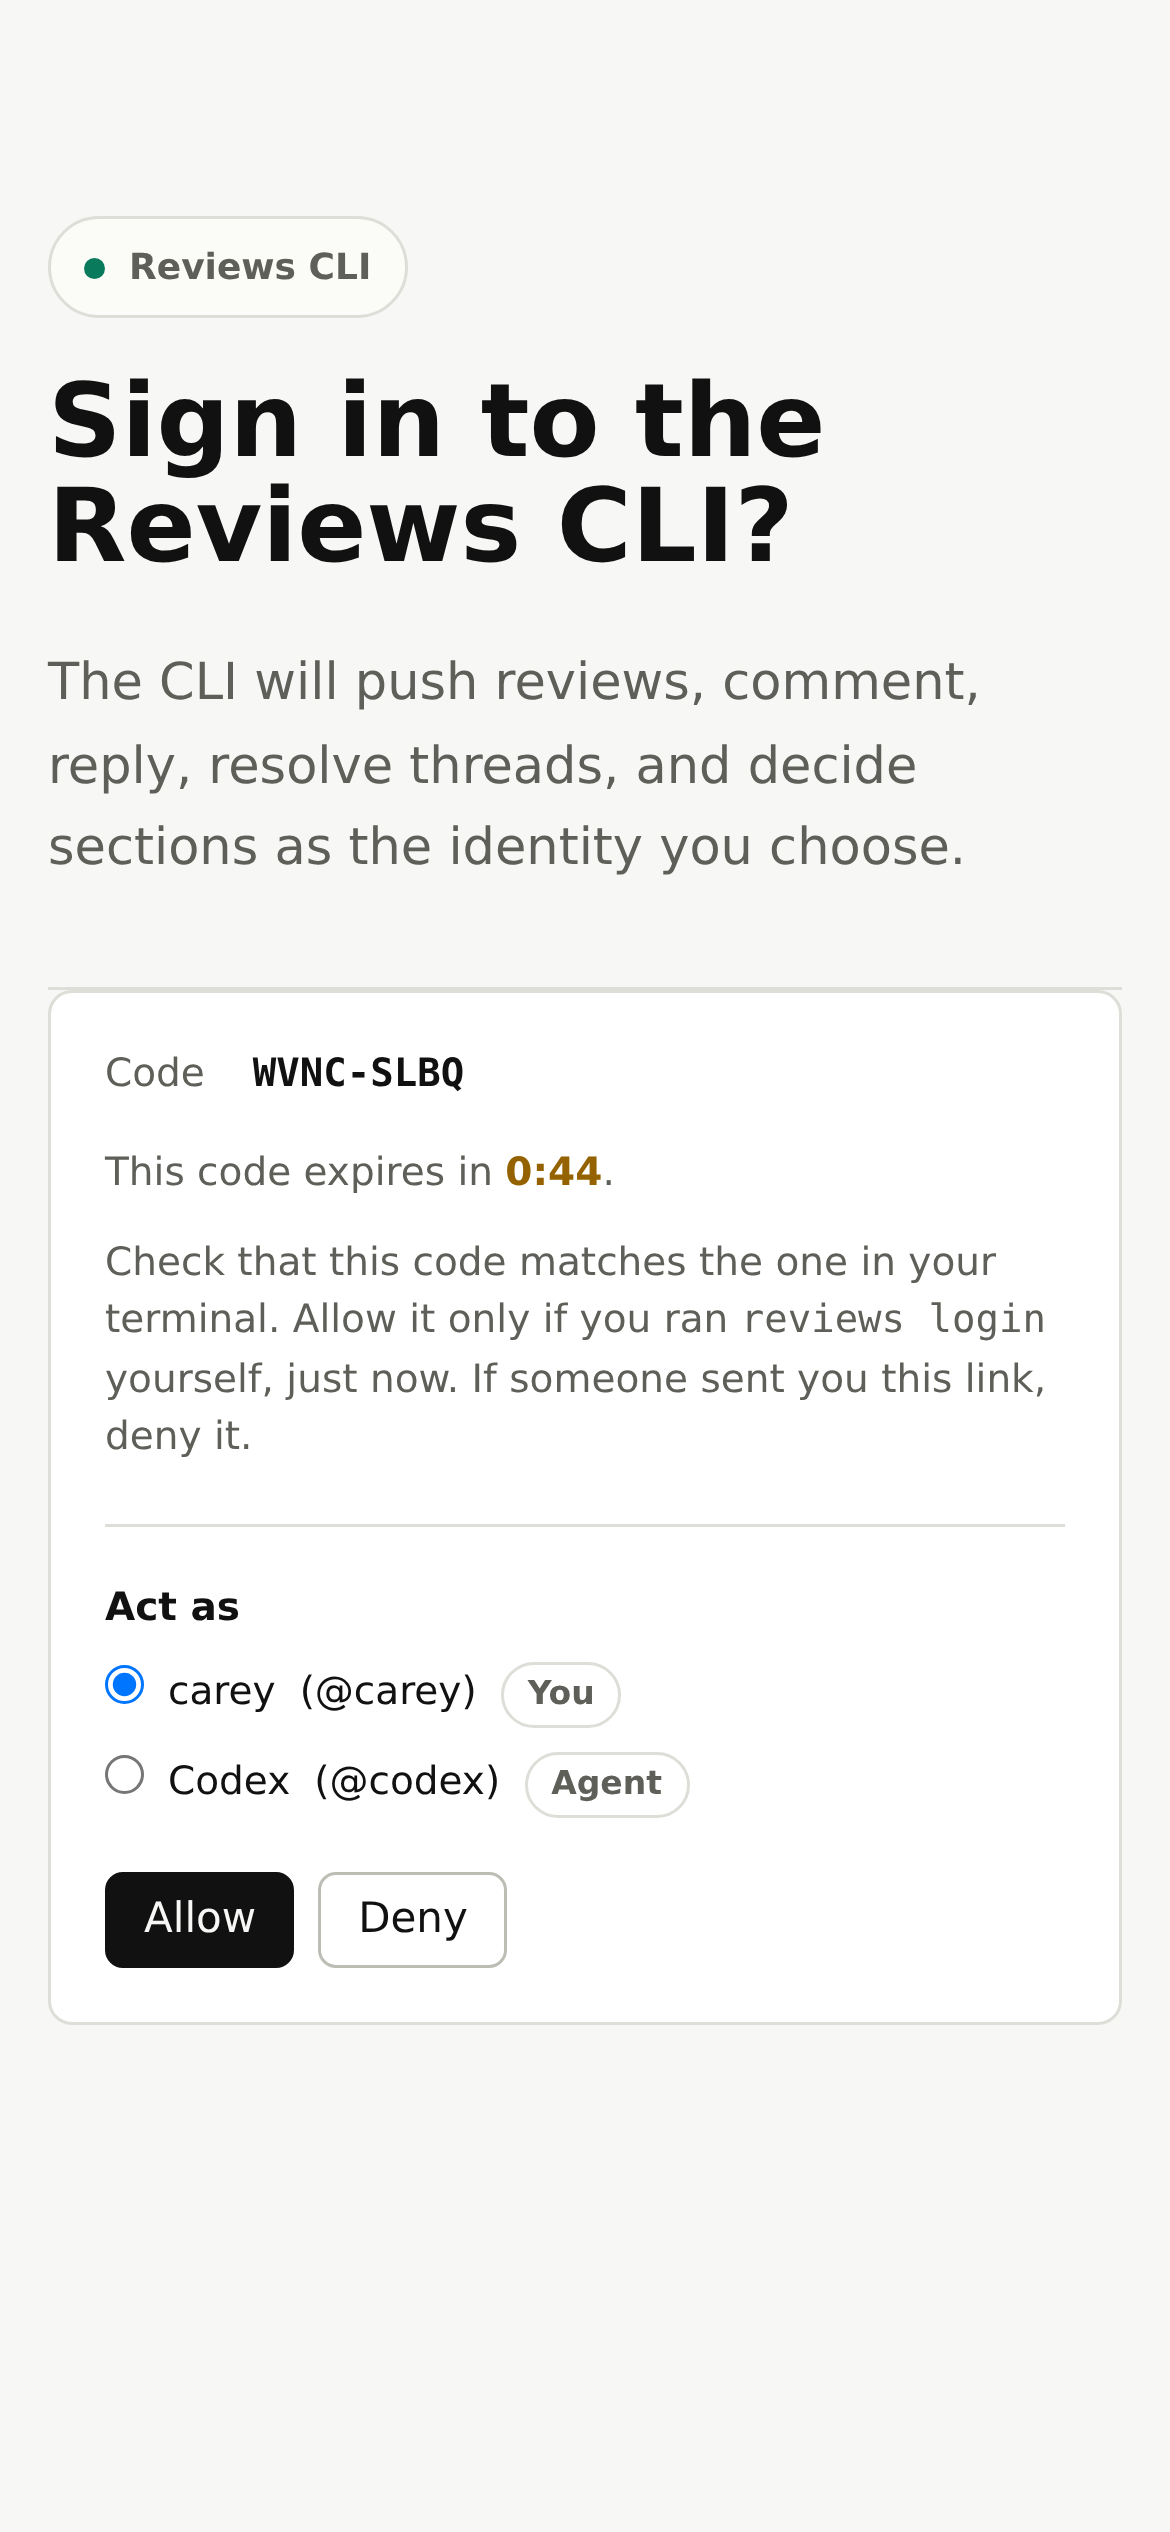 Reviews CLI
Sign in to the
Reviews CLI?
The CLI will push reviews, comment,
reply, resolve threads, and decide
sections as the identity you choose.
Code WVNC-SLBQ
This code expires in 0:44.
Check that this code matches the one in your
terminal. Allow it only if you ran reviews login
yourself, just now. If someone sent you this link,
deny it.
Act as
carey (@carey) You
Codex (@codex) Agent
Allow Deny